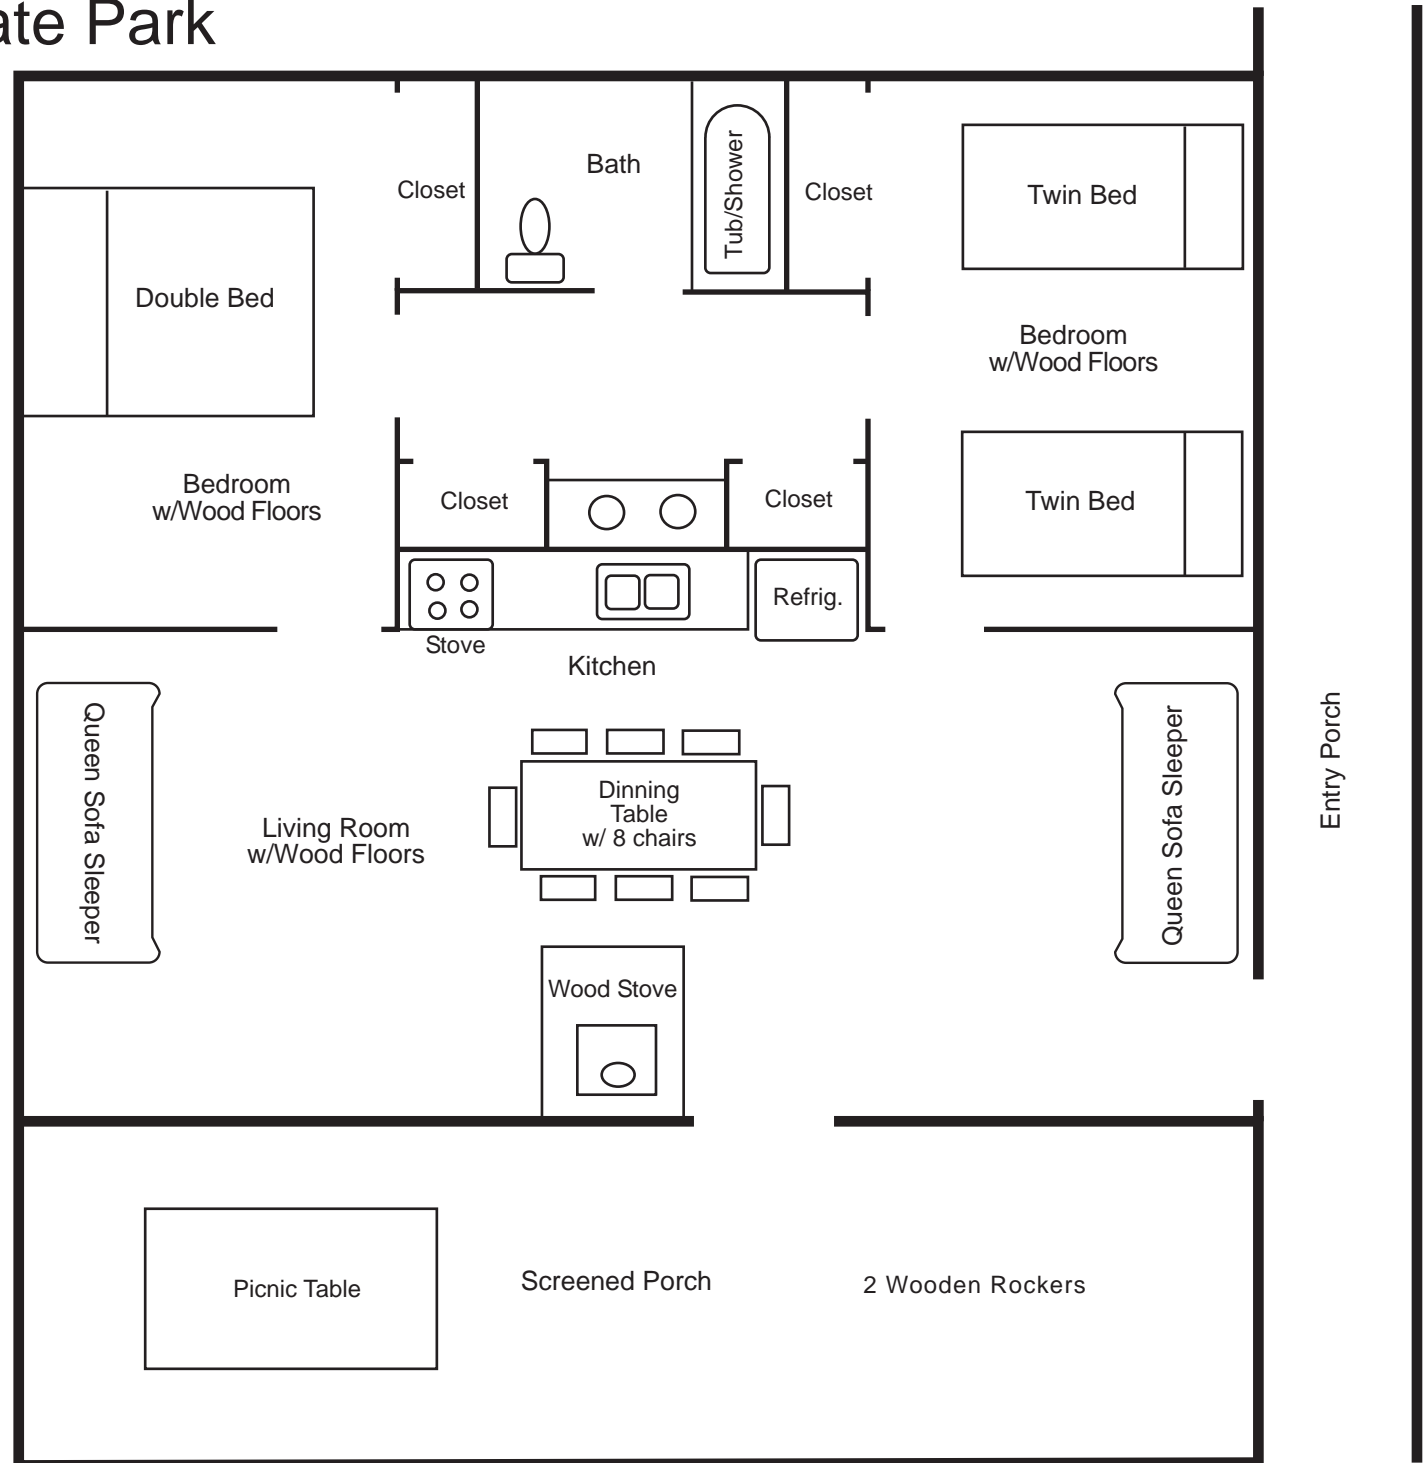 ate Park
Closet
Bath
Tub/Shower
Closet
Twin Bed
Double Bed
Bedroom
w/Wood Floors
Bedroom
w/Wood Floors
Closet
Closet
Twin Bed
Refrig.
Stove
Kitchen
Queen Sofa Sleeper
Living Room
w/Wood Floors
Dinning
Table
w/ 8 chairs
Queen Sofa Sleeper
Entry Porch
Wood Stove
Picnic Table
Screened Porch
2 Wooden Rockers